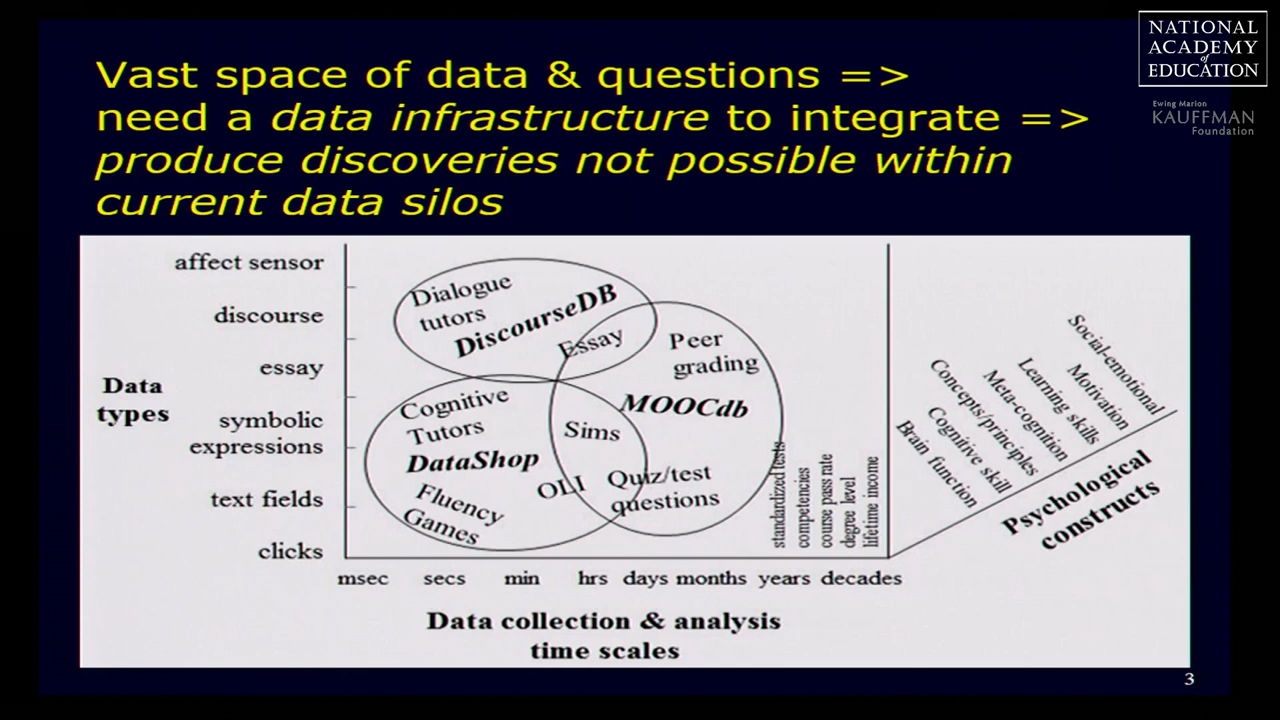 NATIONAL
ACADEMY
of
EDUCATION
Ewing Marion
KAUFFMAN
Foundation
Vast space of data & questions =>
need a data infrastructure to integrate =>
produce discoveries not possible within
current data silos
Data
types
affect sensor
discourse
essay
symbolic
expressions
text fields
clicks
Dialogue
tutors
DiscourseDB
Essay
Peer
grading
MOOCdb
Cognitive
Tutors
DataShop
Fluency
Games
Sims
OLI
Quiz/test
questions
standardized tests
competencies
course pass rate
degree level
lifetime income
Brain function
Cognitive skill
Concepts/principles
Meta-cognition
Learning skills
Motivation
Social-emotional
Psychological
constructs
msec secs min hrs days months years decades
Data collection & analysis
time scales
3